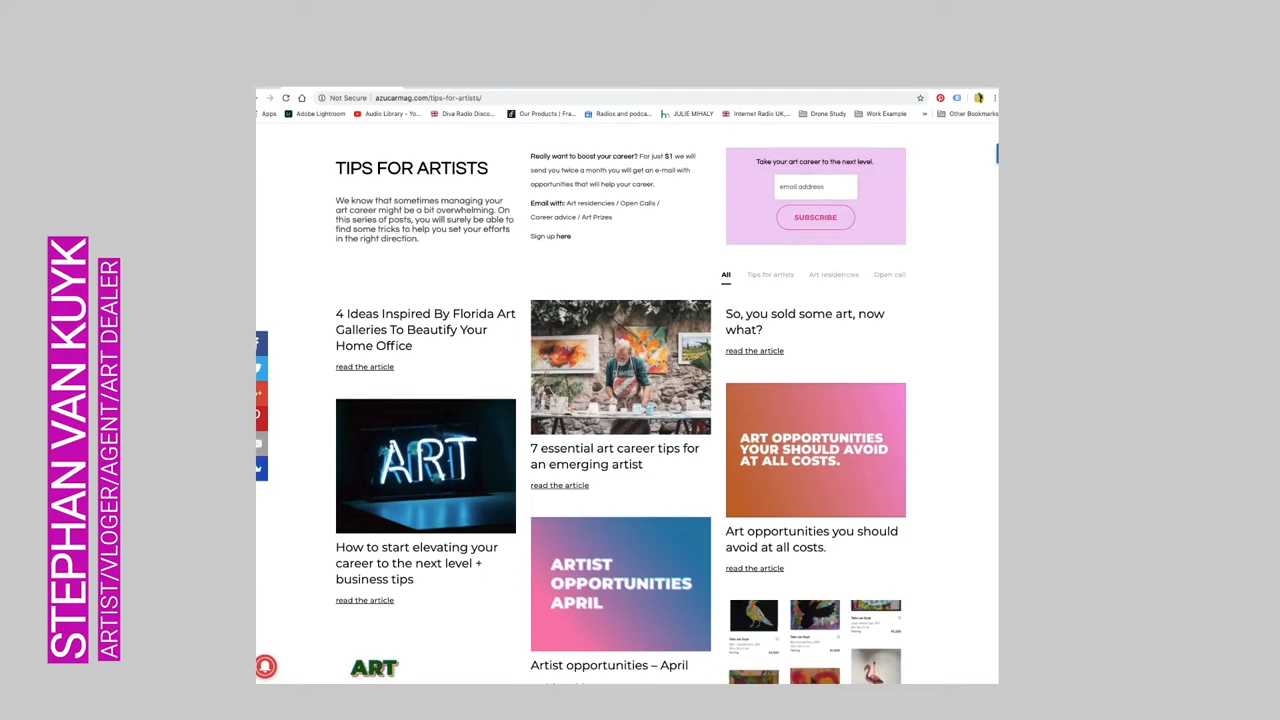 STEPHAN VAN KUYK
ARTIST/VLOGER/AGENT/ART DEALER
Not Secure
azucarmag.com/tips-for-artists/
Apps
Adobe Lightroom
Audio Library - Yo...
Diva Radio Disco...
Our Products | Fra...
Radios and podca...
JULIE MIHALY
Internet Radio UK,...
Drone Study
Work Example
»
Other Bookmarks
TIPS FOR ARTISTS
We know that sometimes managing your
art career might be a bit overwhelming. On
this series of posts, you will surely be able to
find some tricks to help you set your efforts
in the right direction.
Really want to boost your career? For just $1 we will
send you twice a month you will get an e-mail with
opportunities that will help your career.
Email with: Art residencies / Open Calls /
Career advice / Art Prizes
Sign up here
Take your art career to the next level.
email address
SUBSCRIBE
All
Tips for artists
Art residencies
Open call
4 Ideas Inspired By Florida Art
Galleries To Beautify Your
Home Office
read the article
ART
How to start elevating your
career to the next level +
business tips
read the article
ART
7 essential art career tips for
an emerging artist
read the article
ARTIST
OPPORTUNITIES
APRIL
Artist opportunities – April
So, you sold some art, now
what?
read the article
ART OPPORTUNITIES
YOUR SHOULD AVOID
AT ALL COSTS.
Art opportunities you should
avoid at all costs.
read the article